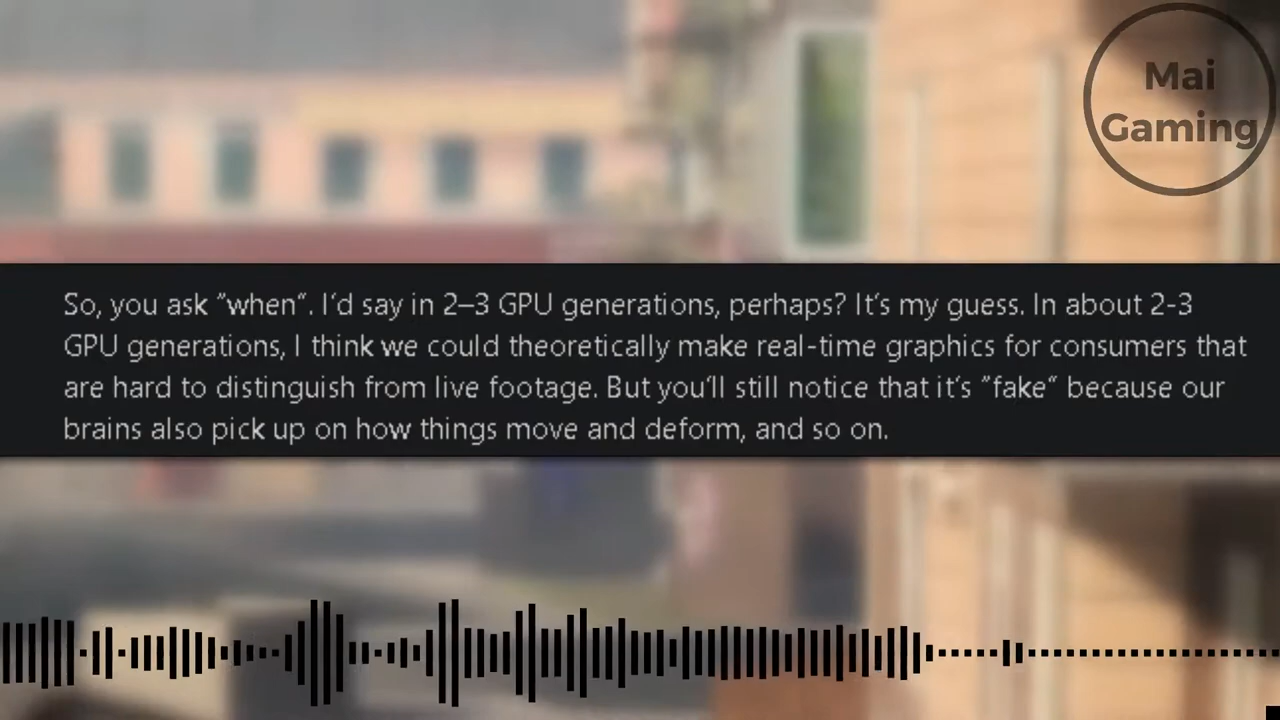 Mai
Gaming
So, you ask "when". I'd say in 2–3 GPU generations, perhaps? It's my guess. In about 2-3
GPU generations, I think we could theoretically make real-time graphics for consumers that
are hard to distinguish from live footage. But you'll still notice that it's "fake" because our
brains also pick up on how things move and deform, and so on.